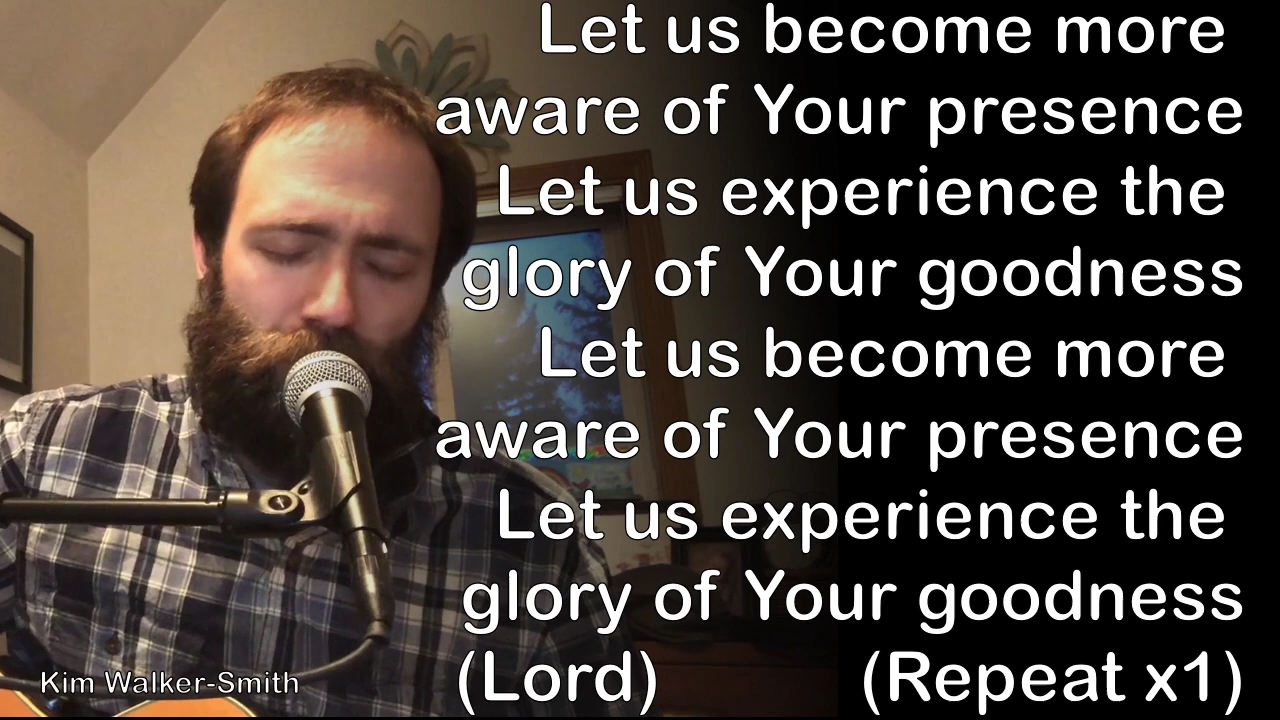 Let us become more
aware of Your presence
Let us experience the
glory of Your goodness
Let us become more
aware of Your presence
Let us experience the
glory of Your goodness
(Lord) (Repeat x1)
Kim Walker-Smith